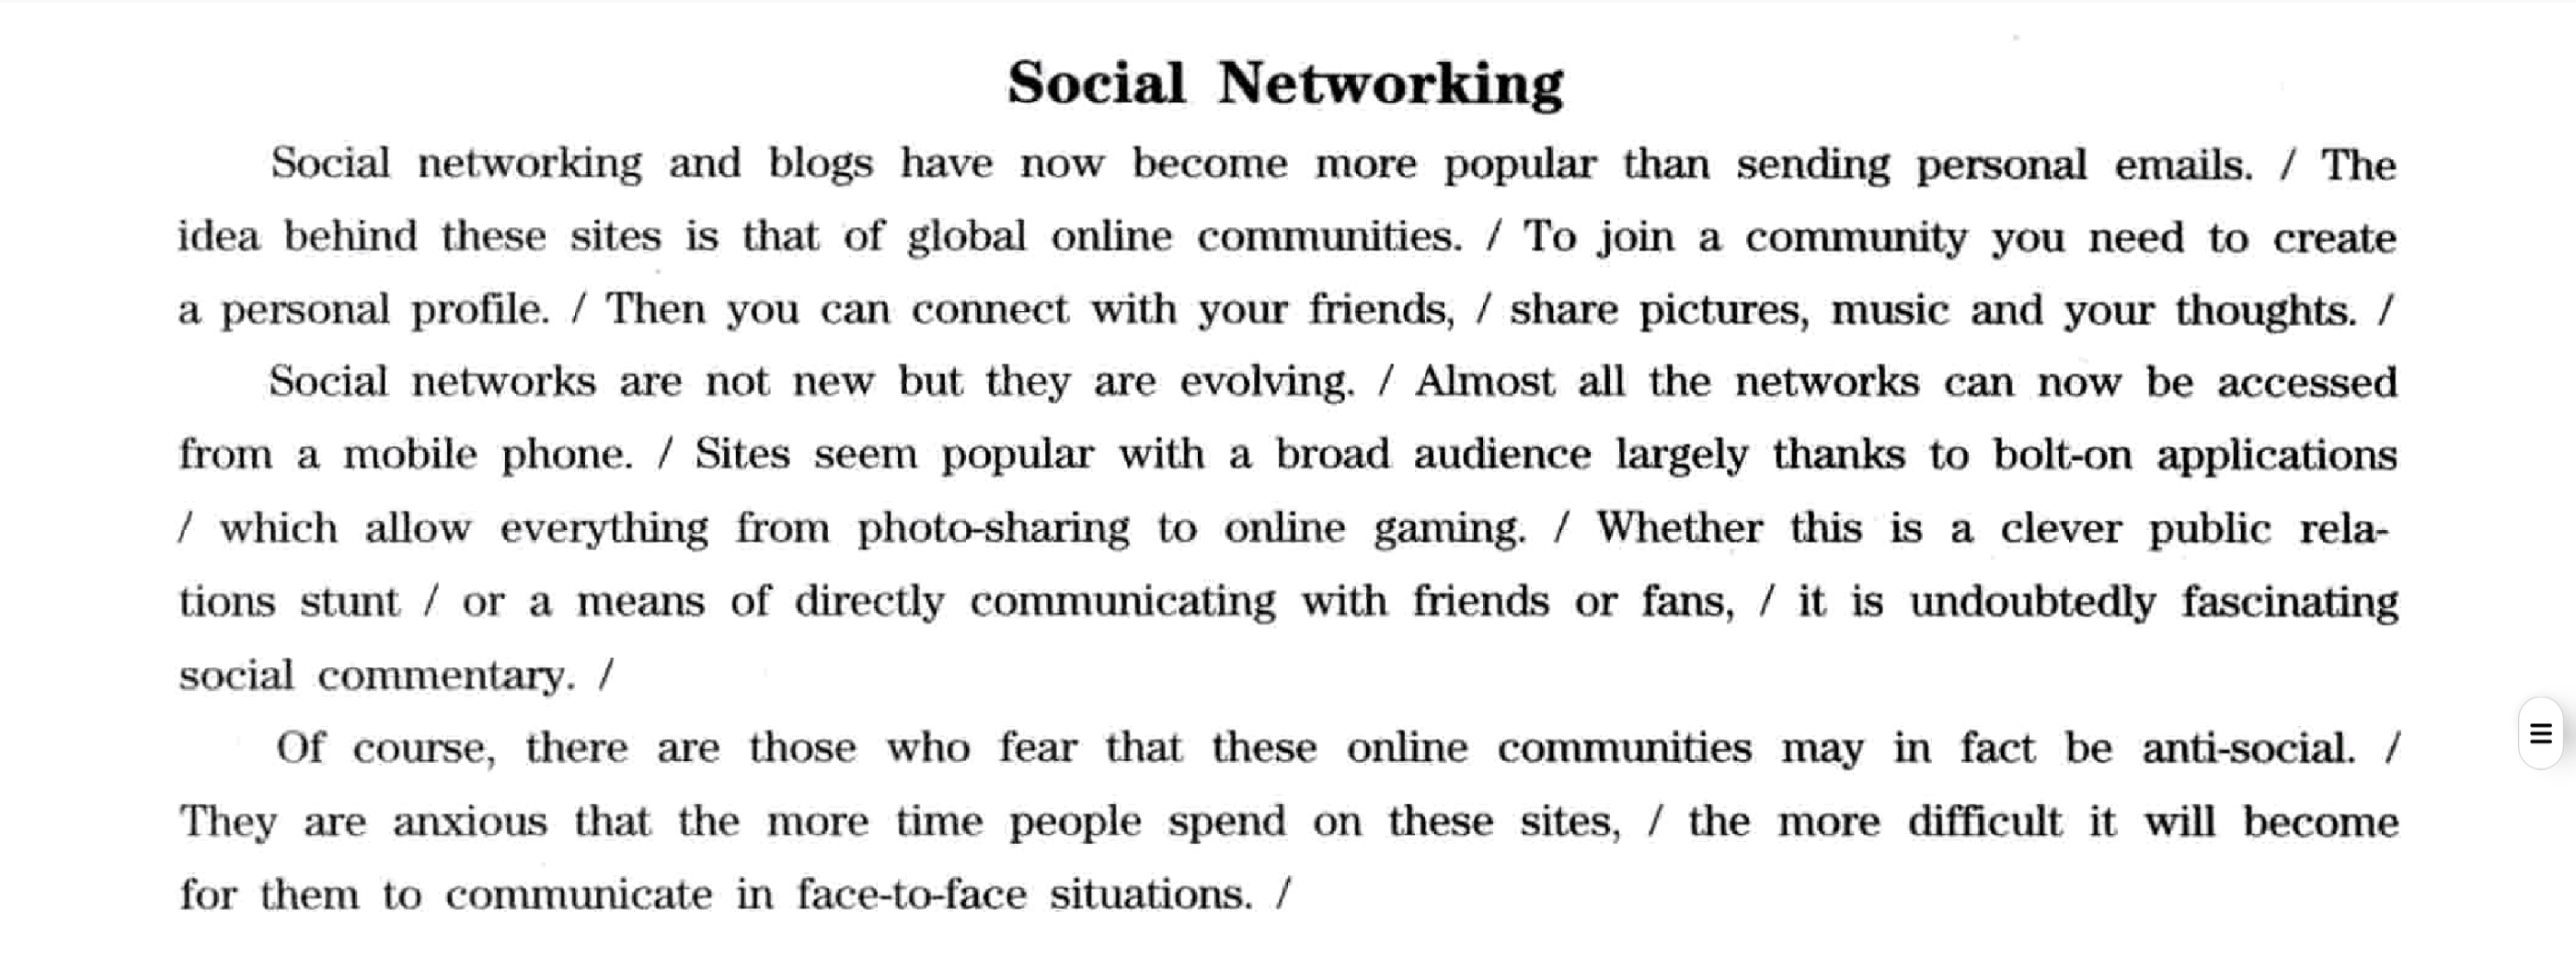 Social Networking
Social networking and blogs have now become more popular than sending personal emails. / The
idea behind these sites is that of global online communities. / To join a community you need to create
a personal profile. / Then you can connect with your friends, / share pictures, music and your thoughts. /
Social networks are not new but they are evolving. / Almost all the networks can now be accessed
from a mobile phone. / Sites seem popular with a broad audience largely thanks to bolt-on applications
/ which allow everything from photo-sharing to online gaming. / Whether this is a clever public rela-
tions stunt / or a means of directly communicating with friends or fans, / it is undoubtedly fascinating
social commentary. /
Of course, there are those who fear that these online communities may in fact be anti-social. /
They are anxious that the more time people spend on these sites, / the more difficult it will become
for them to communicate in face-to-face situations. /